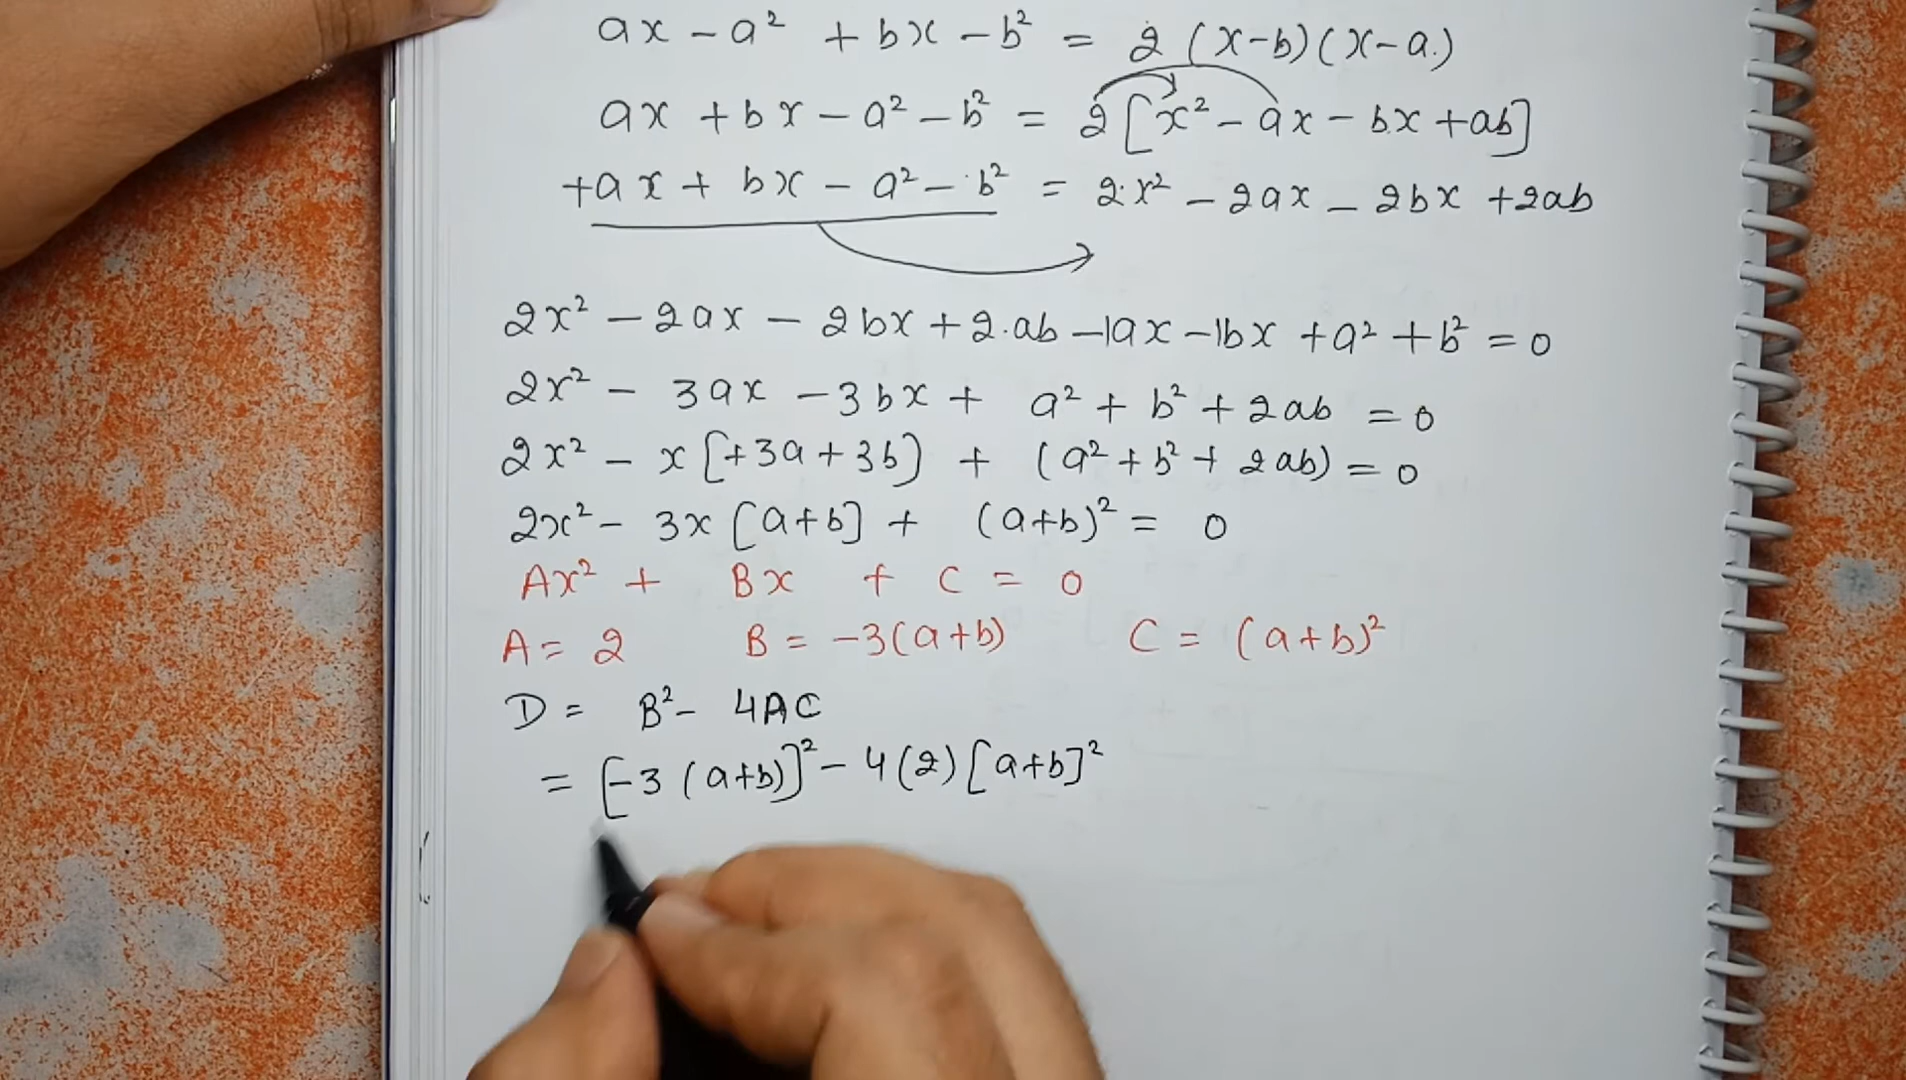 ax - a² + bx - b² = 2 (x-b)(x-a)
ax + bx - a² - b² = 2[x² - ax - bx + ab]
+ax + bx - a² - b² = 2x² - 2ax - 2bx + 2ab
2x² - 2ax - 2bx + 2.ab - 1ax - 1bx + a² + b² = 0
2x² - 3ax - 3bx + a² + b² + 2ab = 0
2x² - x[+3a + 3b] + (a² + b² + 2ab) = 0
2x² - 3x[a+b] + (a+b)² = 0
Ax² + Bx + C = 0
A = 2 B = -3(a+b) C = (a+b)²
D = B² - 4AC
= [-3(a+b)]² - 4(2)[a+b]²